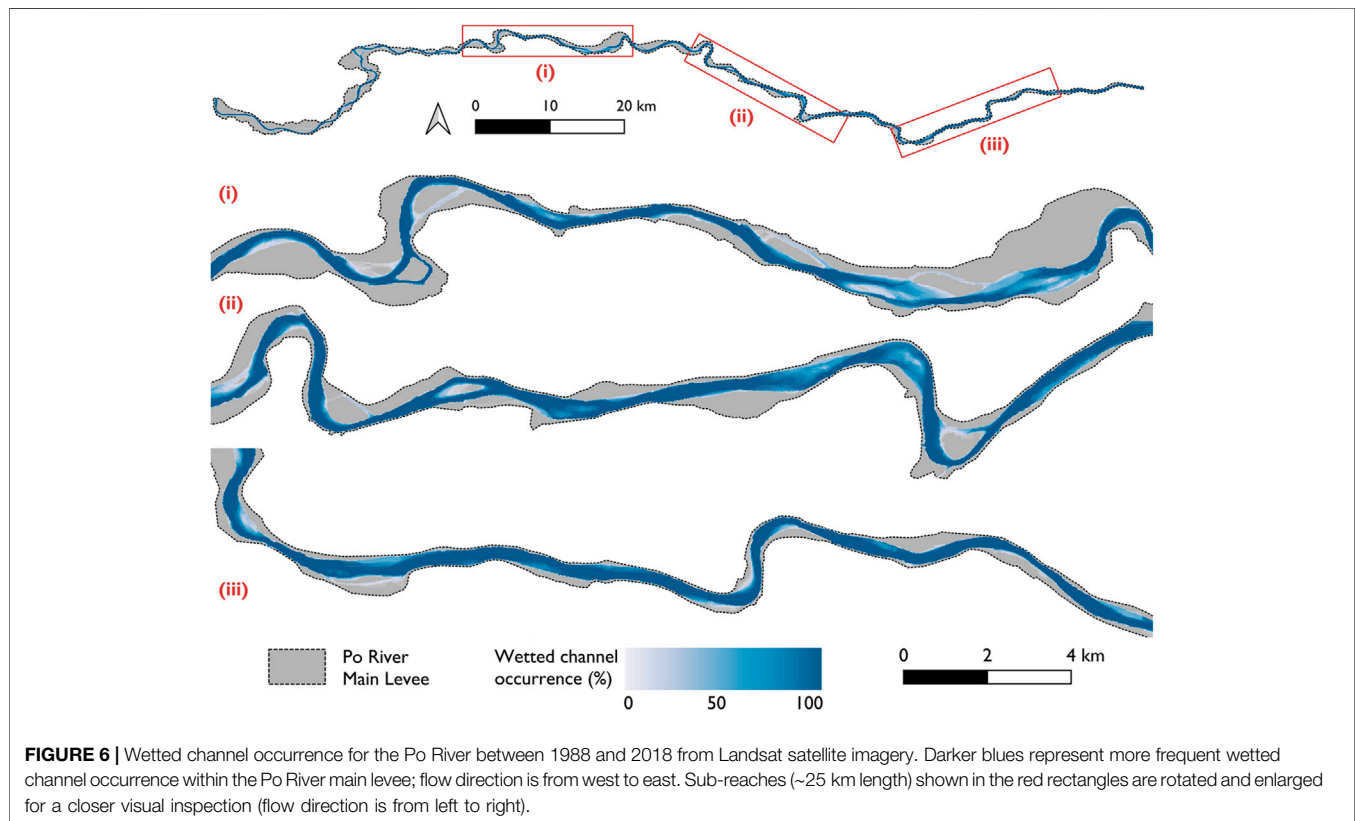 (i)
0 10 20 km
(ii)
(iii)
(i)
(ii)
(iii)
Po River
Main Levee
Wetted channel
occurrence (%)
0 50 100
0 2 4 km
FIGURE 6 | Wetted channel occurrence for the Po River between 1988 and 2018 from Landsat satellite imagery. Darker blues represent more frequent wetted
channel occurrence within the Po River main levee; flow direction is from west to east. Sub-reaches (~25 km length) shown in the red rectangles are rotated and enlarged
for a closer visual inspection (flow direction is from left to right).